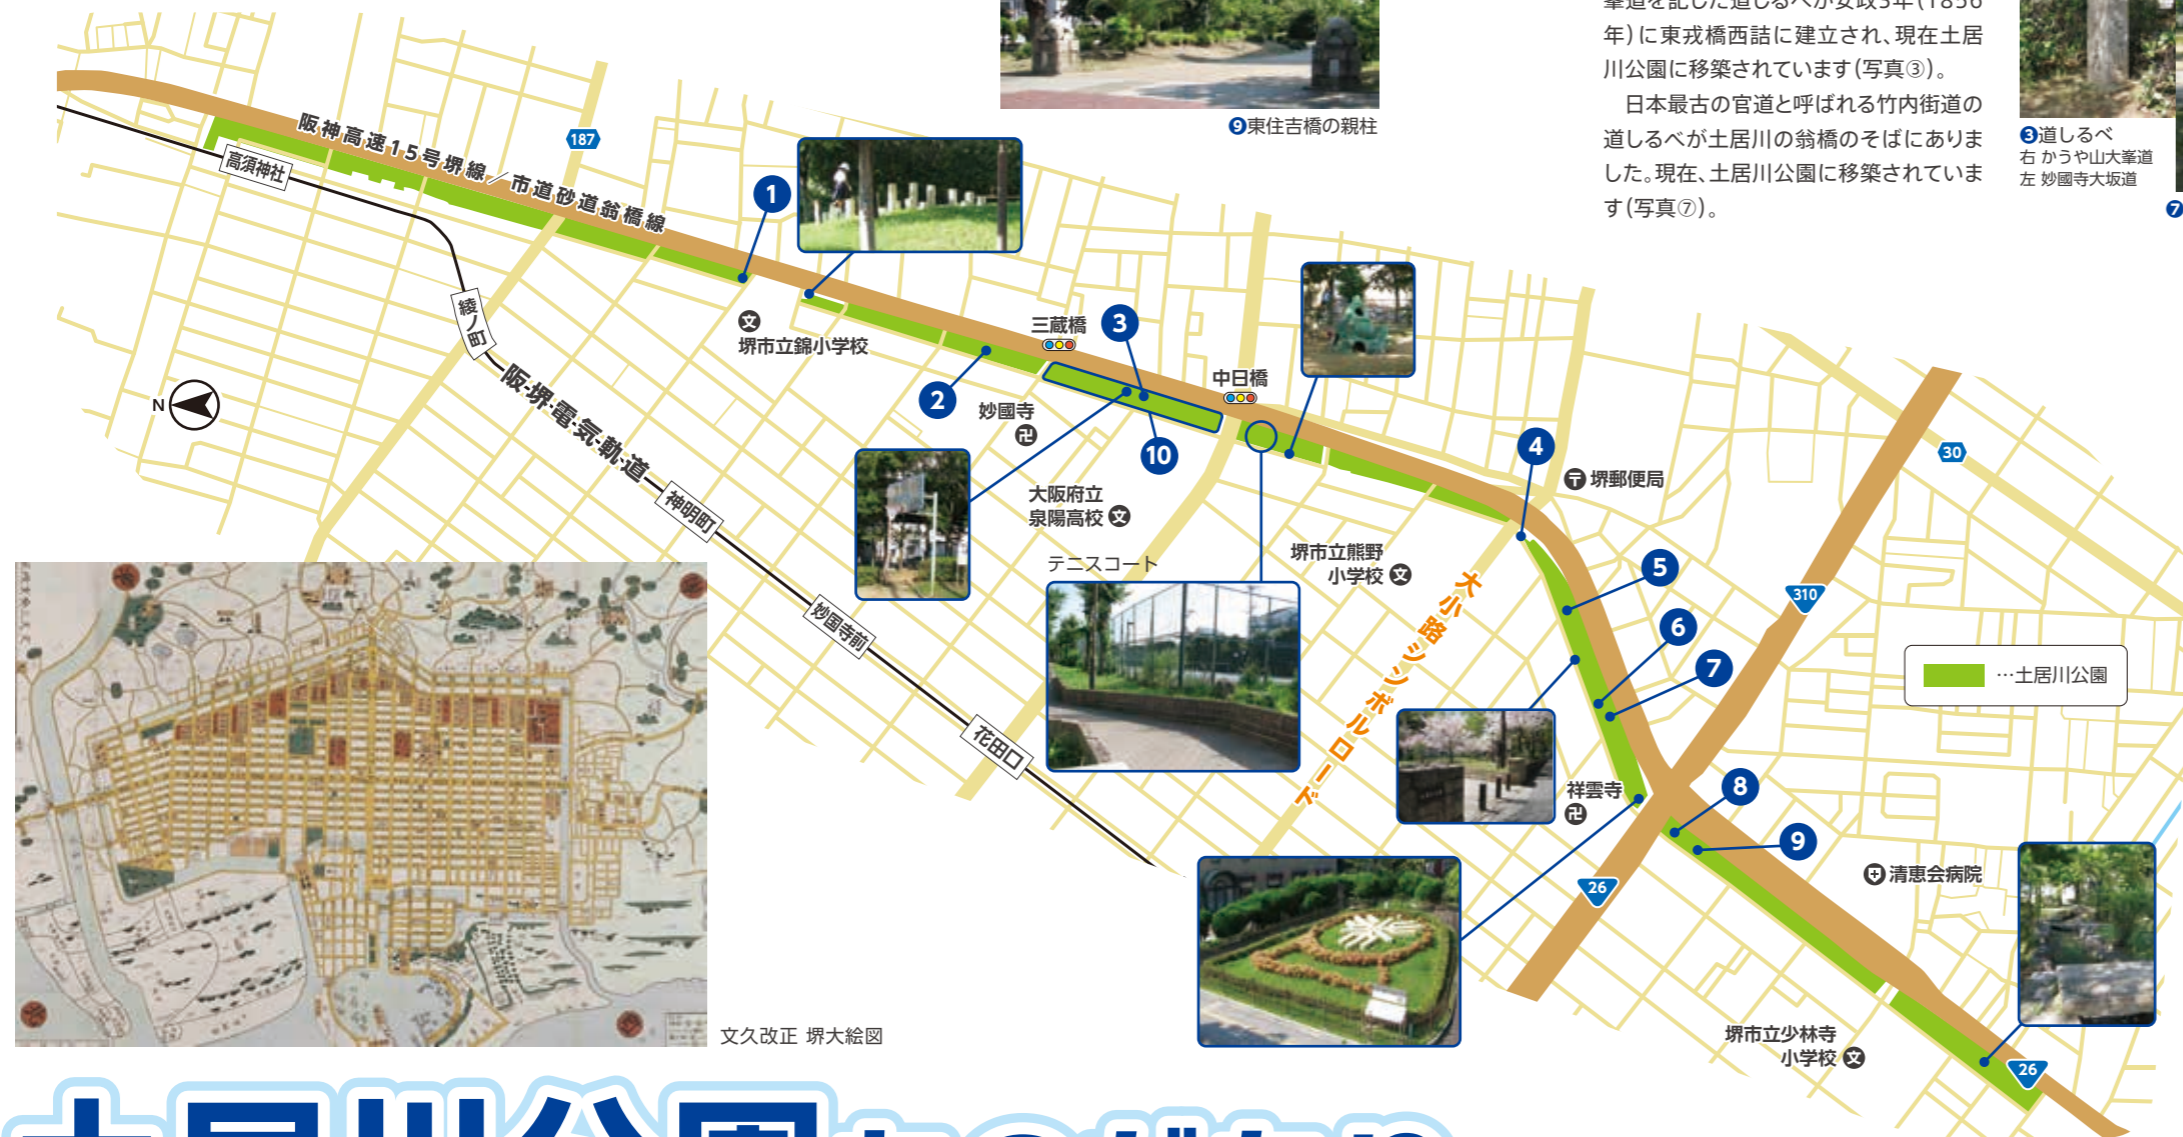 年)に東戎橋西詰に建立され、現在土居
川公園に移築されています(写真③)。
日本最古の官道と呼ばれる竹内街道の
道しるべが土居川の翁橋のそばにありま
した。現在、土居川公園に移築されていま
す(写真⑦)。
❸道しるべ
右 かうや山大峯道
左 妙國寺大坂道
❼
❾東住吉橋の親柱
阪神高速15号堺線/市道砂道翁橋線
187
高須神社
綾ノ町
阪堺電気軌道
神明町
妙国寺前
花田口
N
1
文
堺市立錦小学校
2
三蔵橋
3
妙國寺
卍
10
中日橋
大阪府立
泉陽高校 文
テニスコート
堺市立熊野
小学校 文
大小路シンボルロード
4
〒 堺郵便局
5
6
7
祥雲寺
卍
8
9
30
310
26
…土居川公園
清恵会病院
堺市立少林寺
小学校 文
26
文久改正 堺大絵図
土居川公園